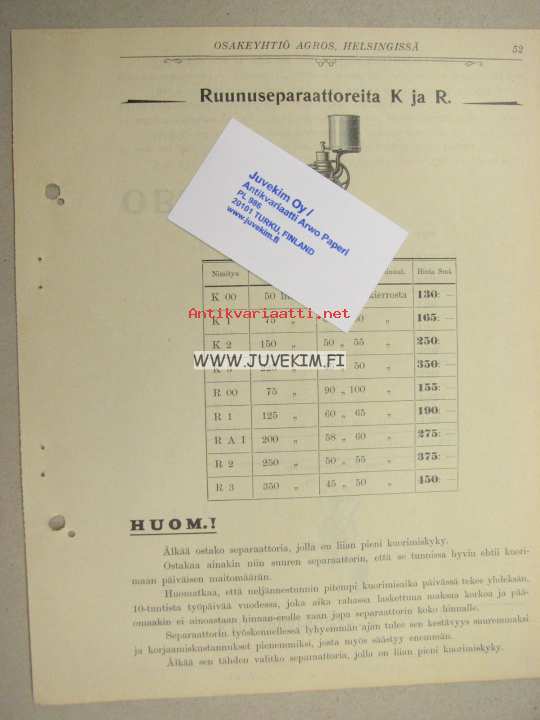 OSAKEYHTIÖ AGROS, HELSINGISSÄ 52
Ruunuseparaattoreita K ja R.
Juvekim Oy /
Antikvariaatti Arwo Paperi
PL 986
20101 TURKU, FINLAND
www.juvekim.fi
Nimitys Hinta Smk
K 00 50 kierrosta 130: —
Antikvariaatti.net
K 1 75 „ „ 165: —
K 2 150 „ 50 „ 55 „ 250: —
WWW.JUVEKIM.FI
K 3 50 „ 350: —
R 00 75 „ 90 „ 100 „ 155: —
R 1 125 „ 60 „ 65 „ 190: —
R A I 200 „ 58 „ 60 „ 275: —
R 2 250 „ 50 „ 55 „ 375: —
R 3 350 „ 45 „ 50 „ 450: —
HUOM.!
Älkää ostako separaattoria, jolla on liian pieni kuorimiskyky.
Ostakaa ainakin niin suuren separaattorin, että se tunnissa hyvin ehtii kuori-
maan päiväisen maitomäärän.
Huomatkaa, että neljännestunnin pitempi kuorimisaika päivässä tekee yhdeksän,
10-tuntista työpäivää vuodessa, joka aika rahassa laskettuna maksaa korkoa ja pää-
omaakin ei ainoastaan hinnan-erolle vaan jopa separaattorin koko hinnalle.
Separaattorin työskennellessä lyhyemmän ajan tulee sen kestävyys suuremmaksi
ja korjaamiskustannukset pienemmiksi, josta myös säästyy enemmän.
Älkää sen tähden valitko separaattoria, jolla on liian pieni kuorimiskyky.